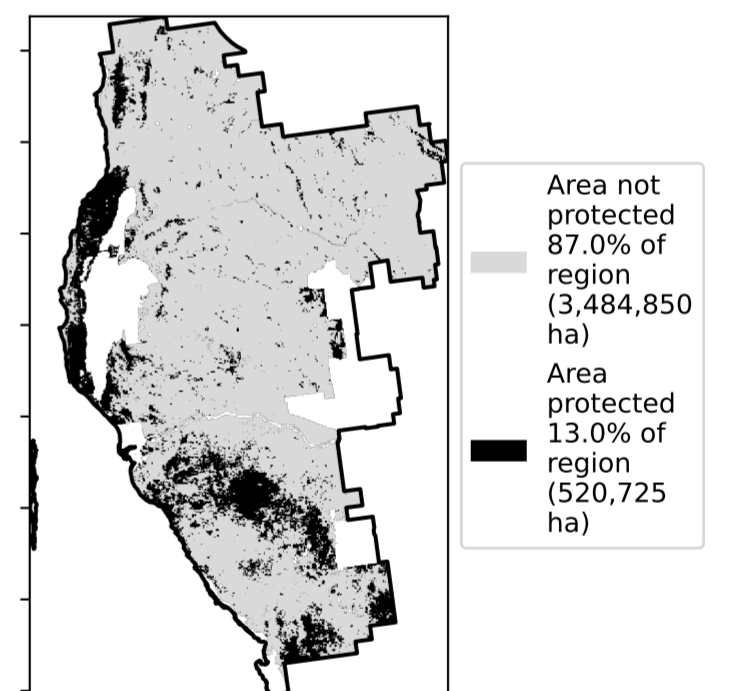 Area not
protected
87.0% of
region
(3,484,850
ha)
Area
protected
13.0% of
region
(520,725
ha)